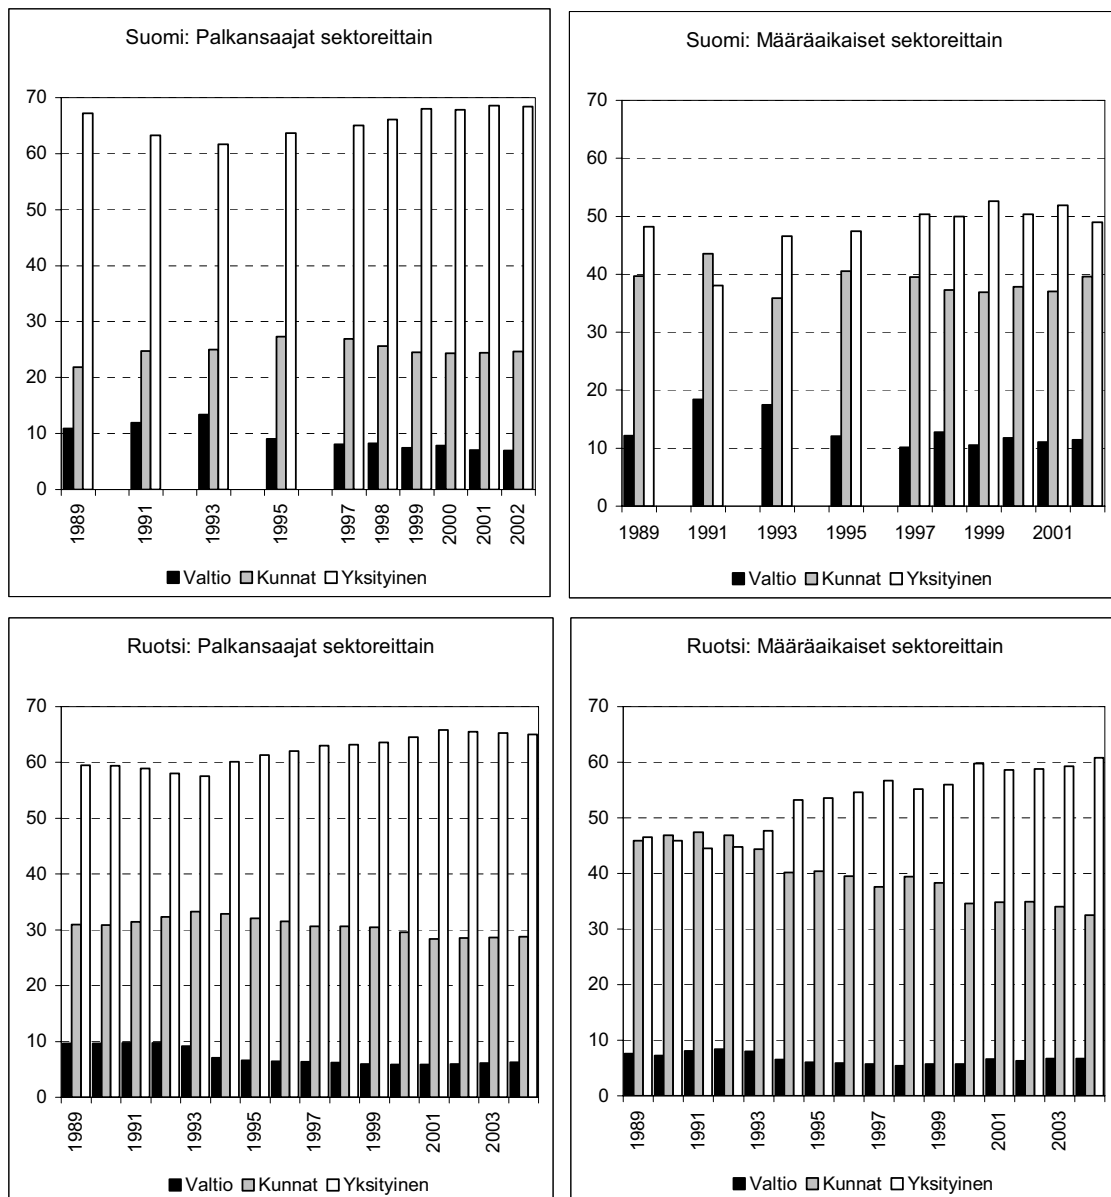 Suomi: Palkansaajat sektoreittain
70
60
50
40
30
20
10
0
1989 1991 1993 1995 1997 1998 1999 2000 2001 2002
Valtio Kunnat Yksityinen
Suomi: Määräaikaiset sektoreittain
70
60
50
40
30
20
10
0
1989 1991 1993 1995 1997 1999 2001
Valtio Kunnat Yksityinen
Ruotsi: Palkansaajat sektoreittain
70
60
50
40
30
20
10
0
1989 1991 1993 1995 1997 1999 2001 2003
Valtio Kunnat Yksityinen
Ruotsi: Määräaikaiset sektoreittain
70
60
50
40
30
20
10
0
1989 1991 1993 1995 1997 1999 2001 2003
Valtio Kunnat Yksityinen